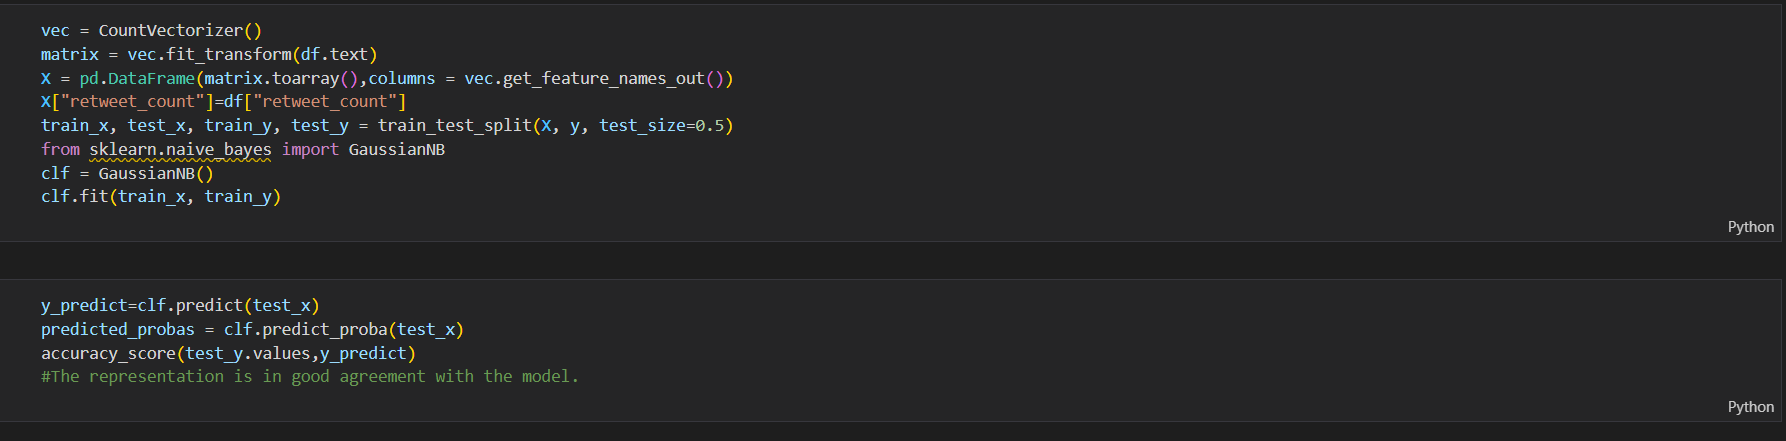 vec = CountVectorizer()
matrix = vec.fit_transform(df.text)
X = pd.DataFrame(matrix.toarray(),columns = vec.get_feature_names_out())
X["retweet_count"]=df["retweet_count"]
train_x, test_x, train_y, test_y = train_test_split(X, y, test_size=0.5)
from sklearn.naive_bayes import GaussianNB
clf = GaussianNB()
clf.fit(train_x, train_y)
Python
y_predict=clf.predict(test_x)
predicted_probas = clf.predict_proba(test_x)
accuracy_score(test_y.values,y_predict)
#The representation is in good agreement with the model.
Python